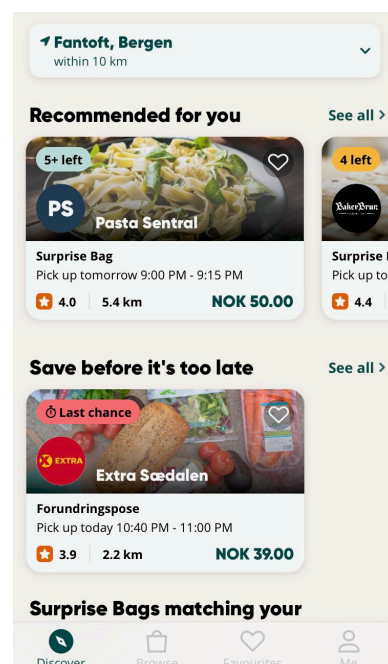 Fantoft, Bergen
within 10 km
Recommended for you
See all >
5+ left
4 left
PS
Pasta Sentral
BakerBrun
Surprise Bag
Surprise
Pick up tomorrow 9:00 PM - 9:15 PM
Pick up to
4.0
5.4 km
NOK 50.00
4.4
Save before it's too late
See all >
Last chance
EXTRA
Extra Sædalen
Forundringspose
Pick up today 10:40 PM - 11:00 PM
3.9
2.2 km
NOK 39.00
Surprise Bags matching your
Discover
Browse
Favourites
Me